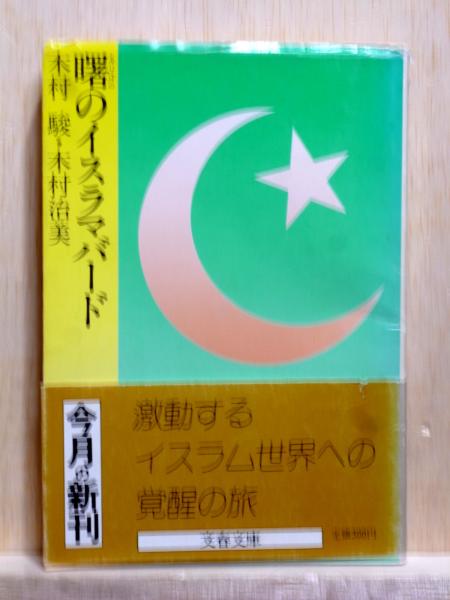 曙のイスラマバード
木村 駿・木村治美
激動する
イスラム世界への
覚醒の旅
今月の新刊
文春文庫